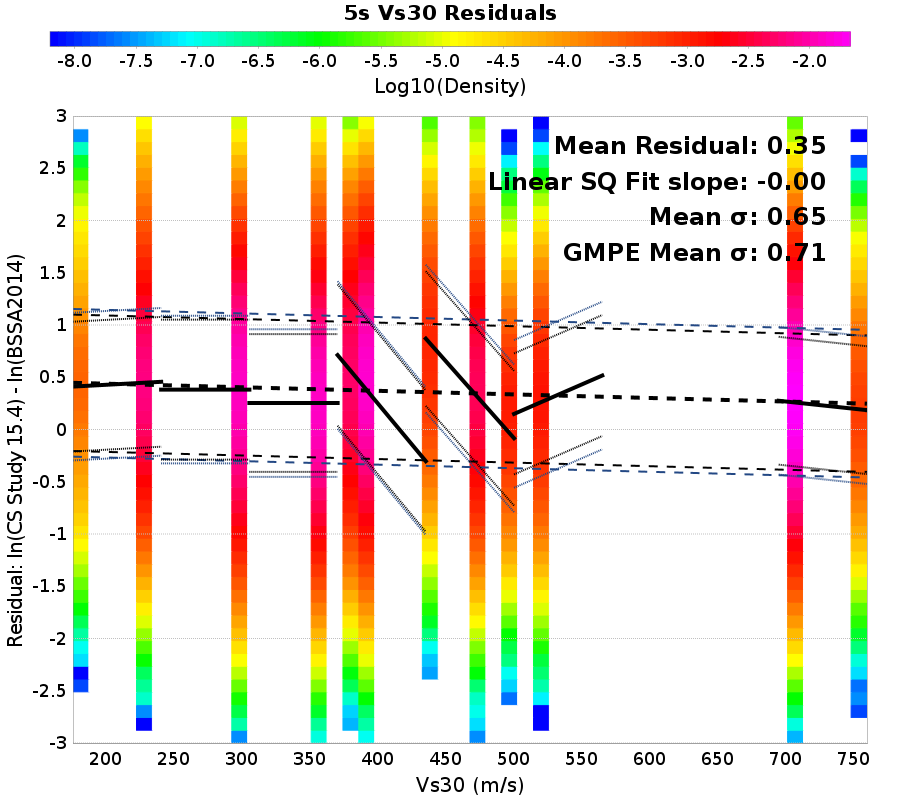 5s Vs30 Residuals
-8.0 -7.5 -7.0 -6.5 -6.0 -5.5 -5.0 -4.5 -4.0 -3.5 -3.0 -2.5 -2.0
Log10(Density)
Mean Residual: 0.35
Linear SQ Fit slope: -0.00
Mean σ: 0.65
GMPE Mean σ: 0.71
3
2.5
2
1.5
1
0.5
0
-0.5
-1
-1.5
-2
-2.5
-3
Residual: ln(CS Study 15.4) - ln(BSSA2014)
200 250 300 350 400 450 500 550 600 650 700 750
Vs30 (m/s)